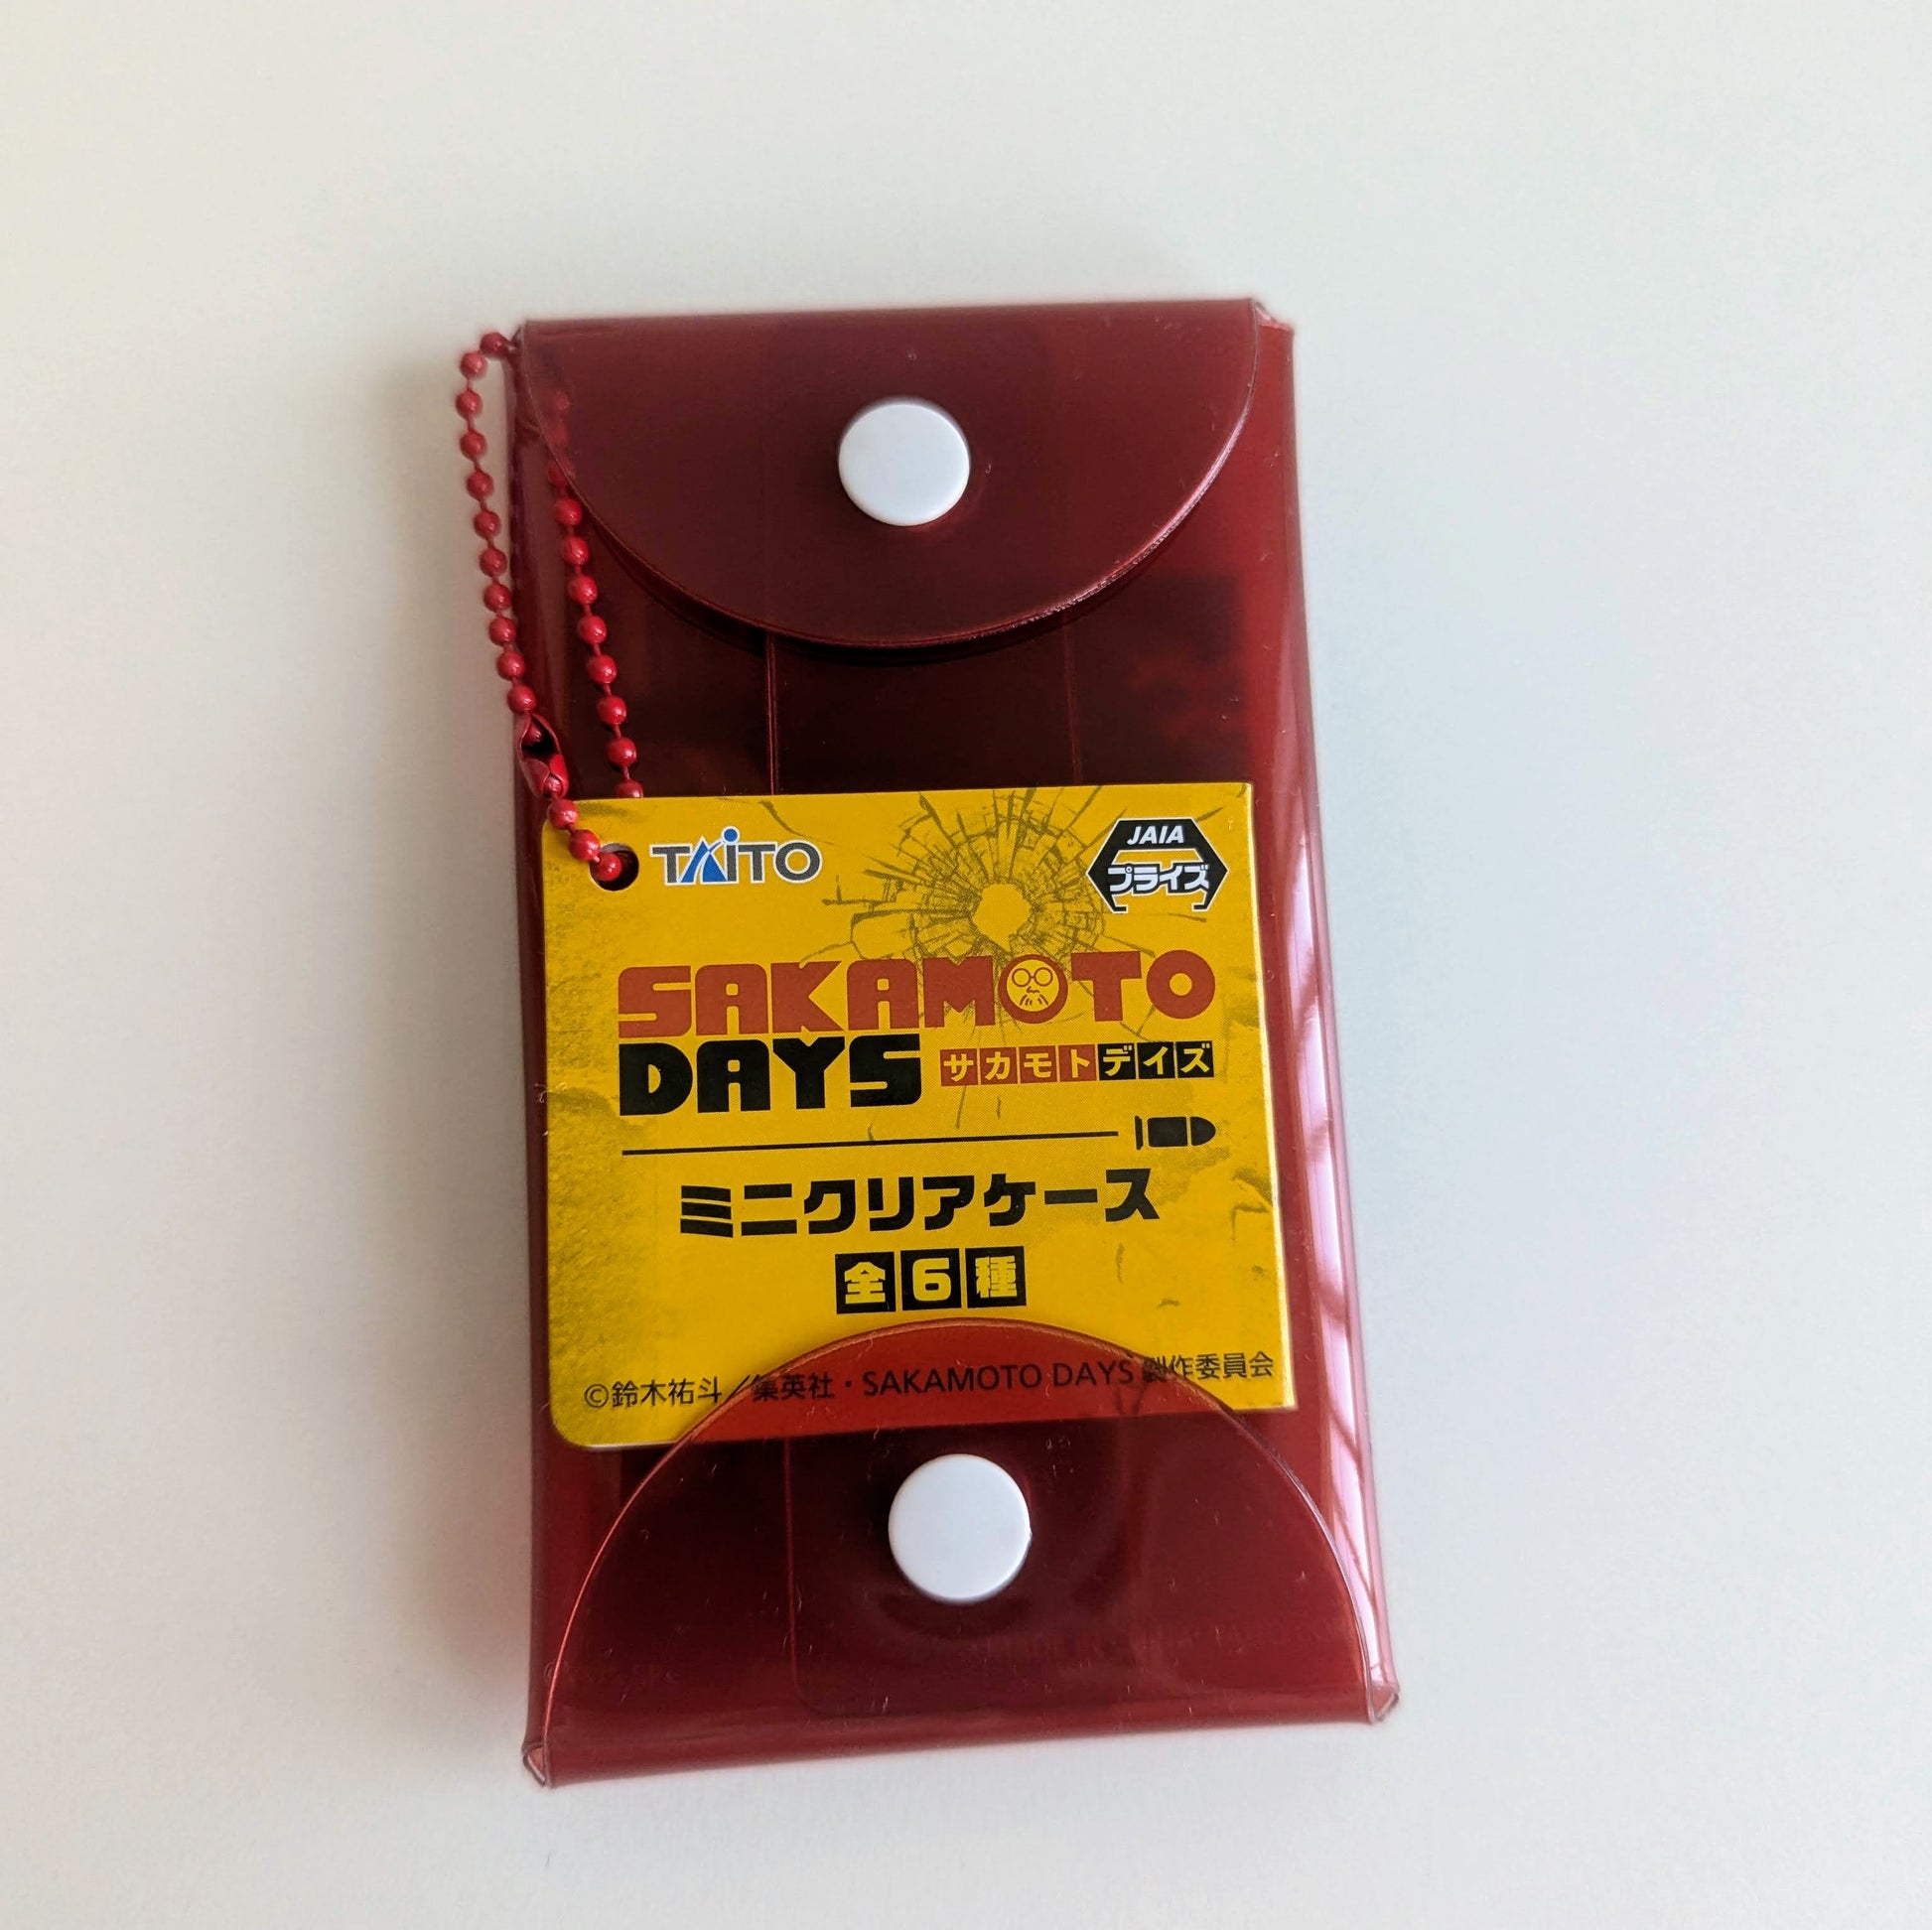 TAITO
JAIA
プライズ
SAKAMOTO
DAYS サカモトデイズ
ミニクリアケース
全6種
©鈴木祐斗/集英社・SAKAMOTO DAYS 製作委員会